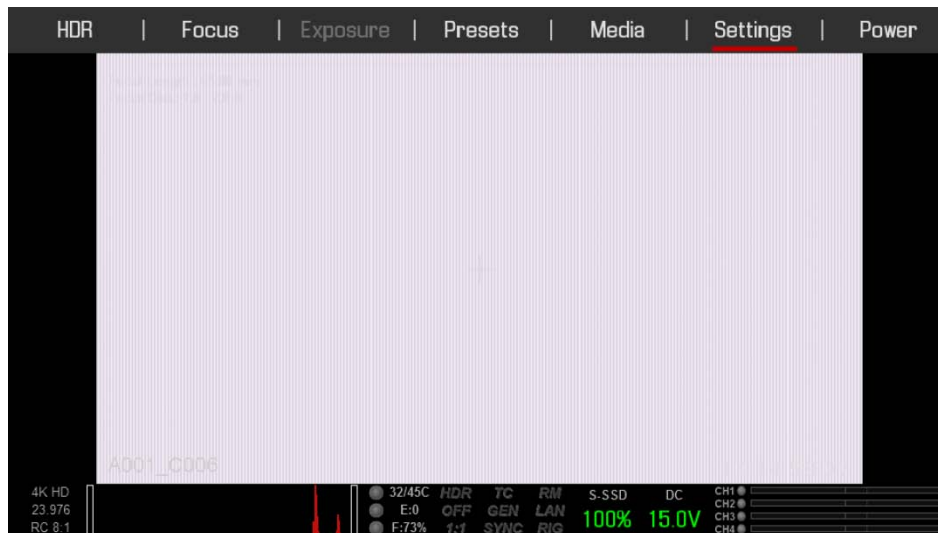 HDR | Focus | Exposure | Presets | Media | Settings | Power
A001_C006
4K HD
23.976
RC 8:1
32/45C
E:0
F:73%
HDR TC RM
OFF GEN LAN
1:1 SYNC RIG
S-SSD DC
100% 15.0V
CH1
CH2
CH3
CH4